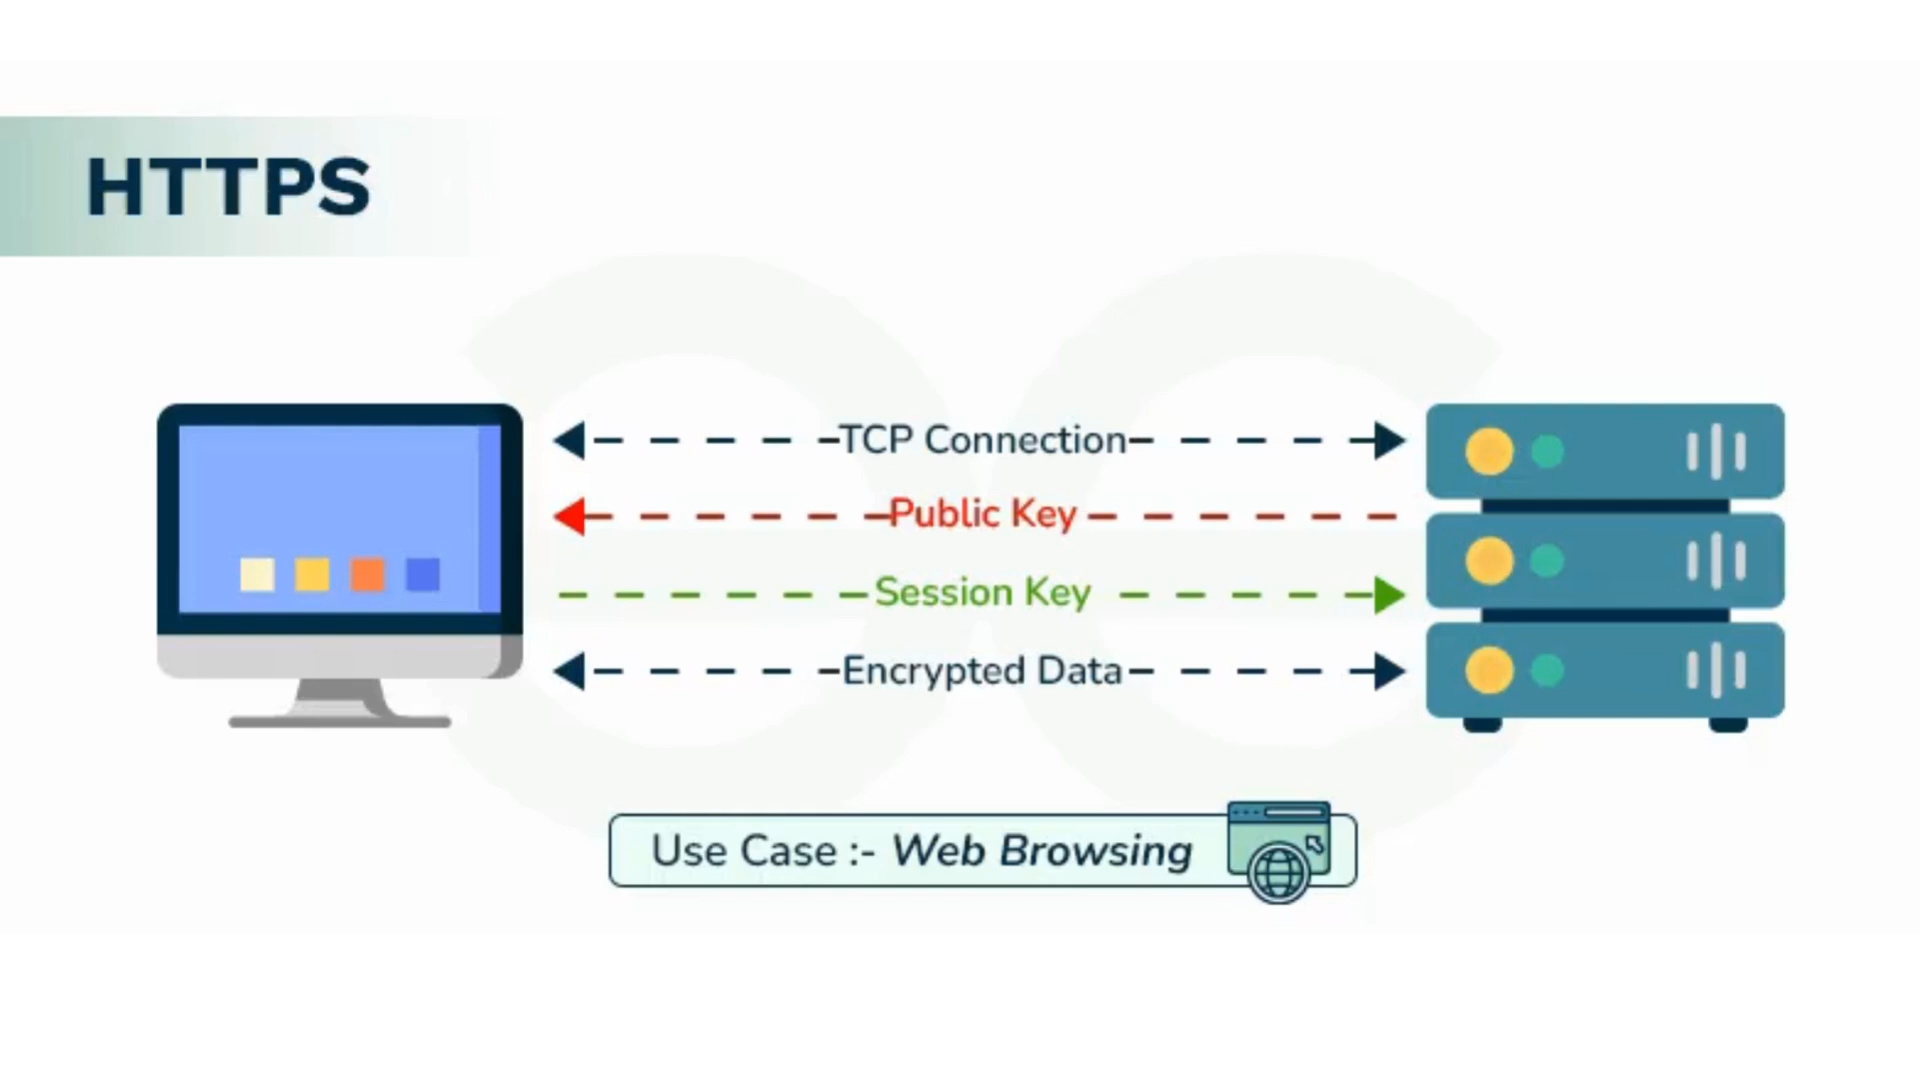 HTTPS
TCP Connection
Public Key
Session Key
Encrypted Data
Use Case :- Web Browsing